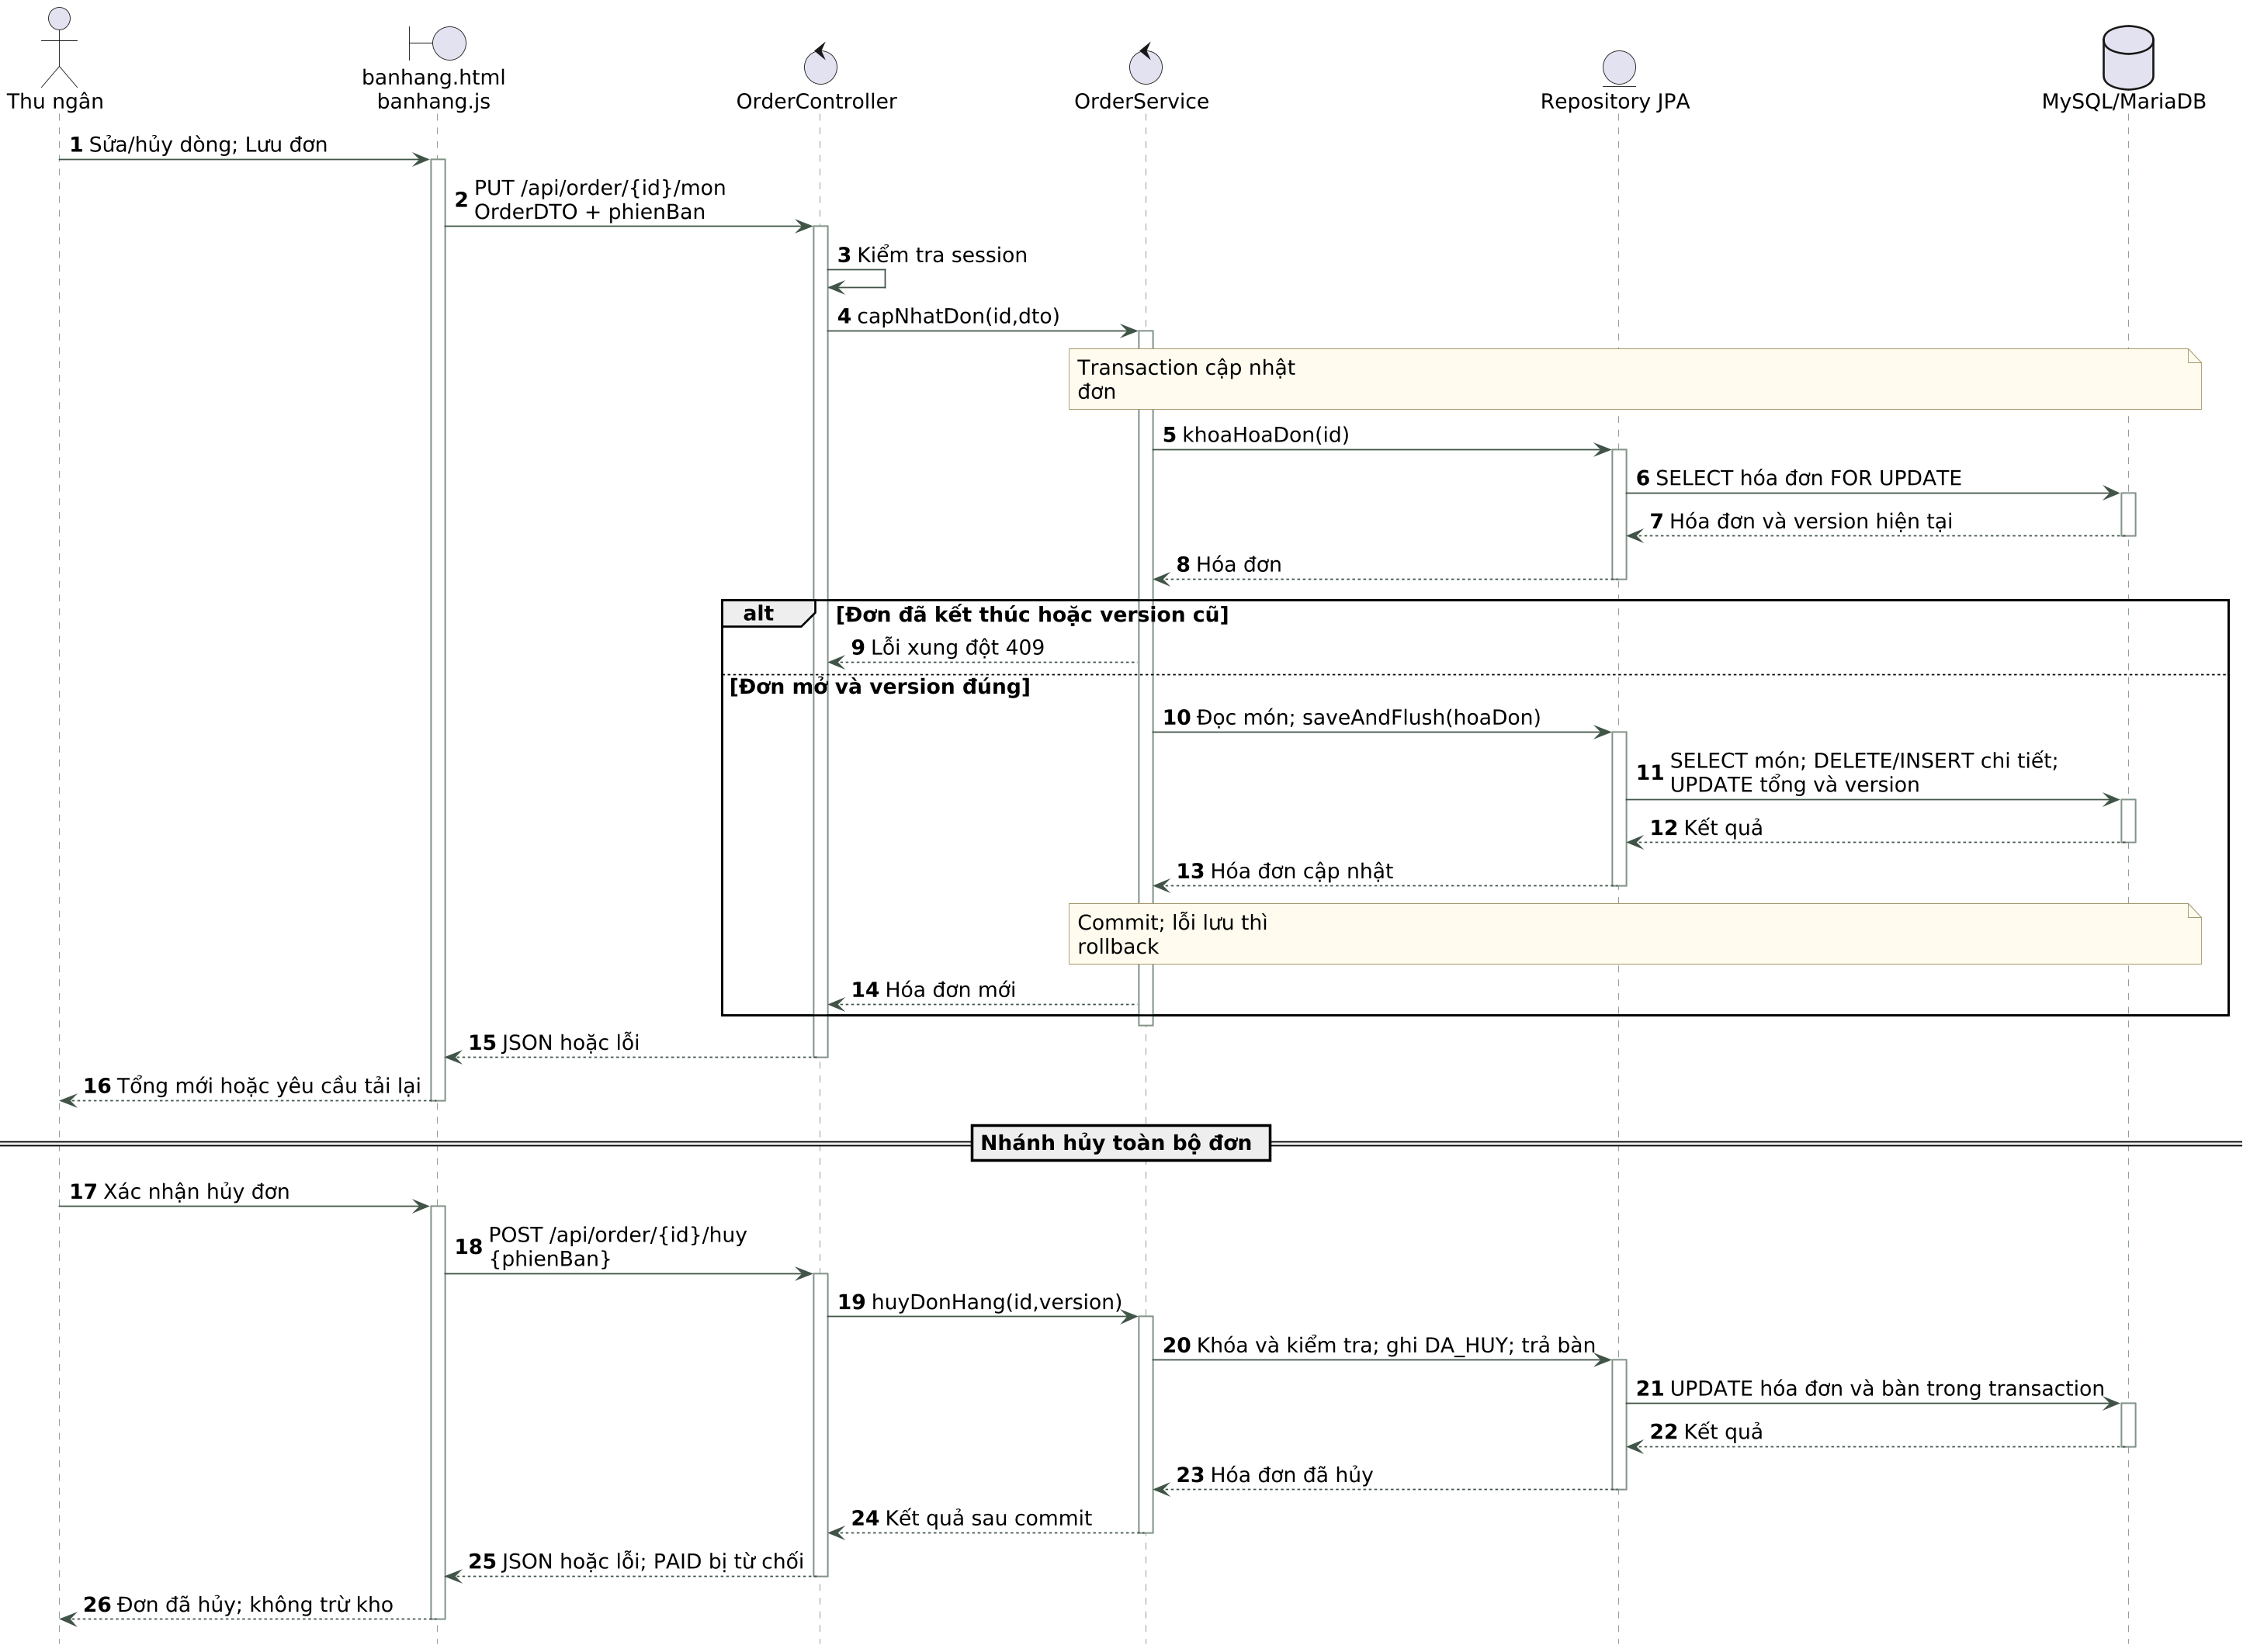 Thu ngân
banhang.html
banhang.js
OrderController
OrderService
Repository JPA
MySQL/MariaDB
1 Sửa/hủy dòng; Lưu đơn
2 PUT /api/order/{id}/mon
OrderDTO + phienBan
3 Kiểm tra session
4 capNhatDon(id,dto)
Transaction cập nhật
đơn
5 khoaHoaDon(id)
6 SELECT hóa đơn FOR UPDATE
7 Hóa đơn và version hiện tại
8 Hóa đơn
alt [Đơn đã kết thúc hoặc version cũ]
9 Lỗi xung đột 409
[Đơn mở và version đúng]
10 Đọc món; saveAndFlush(hoaDon)
11 SELECT món; DELETE/INSERT chi tiết;
UPDATE tổng và version
12 Kết quả
13 Hóa đơn cập nhật
Commit; lỗi lưu thì
rollback
14 Hóa đơn mới
15 JSON hoặc lỗi
16 Tổng mới hoặc yêu cầu tải lại
Nhánh hủy toàn bộ đơn
17 Xác nhận hủy đơn
18 POST /api/order/{id}/huy
{phienBan}
19 huyDonHang(id,version)
20 Khóa và kiểm tra; ghi DA_HUY; trả bàn
21 UPDATE hóa đơn và bàn trong transaction
22 Kết quả
23 Hóa đơn đã hủy
24 Kết quả sau commit
25 JSON hoặc lỗi; PAID bị từ chối
26 Đơn đã hủy; không trừ kho